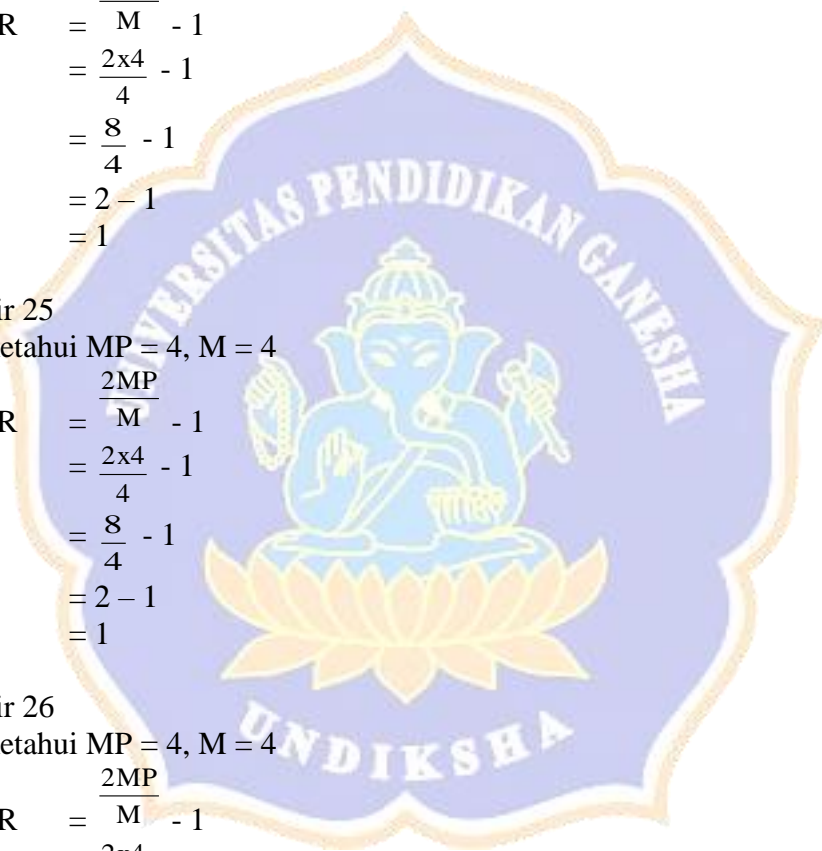 R = M - 1
= 2x4/4 - 1
= 8/4 - 1
= 2 – 1
= 1
UNIVERSITAS PENDIDIKAN GANESHA
ir 25
etahui MP = 4, M = 4
R = 2MP/M - 1
= 2x4/4 - 1
= 8/4 - 1
= 2 – 1
= 1
ir 26
etahui MP = 4, M = 4
UNDIKSHA
R = 2MP/M - 1